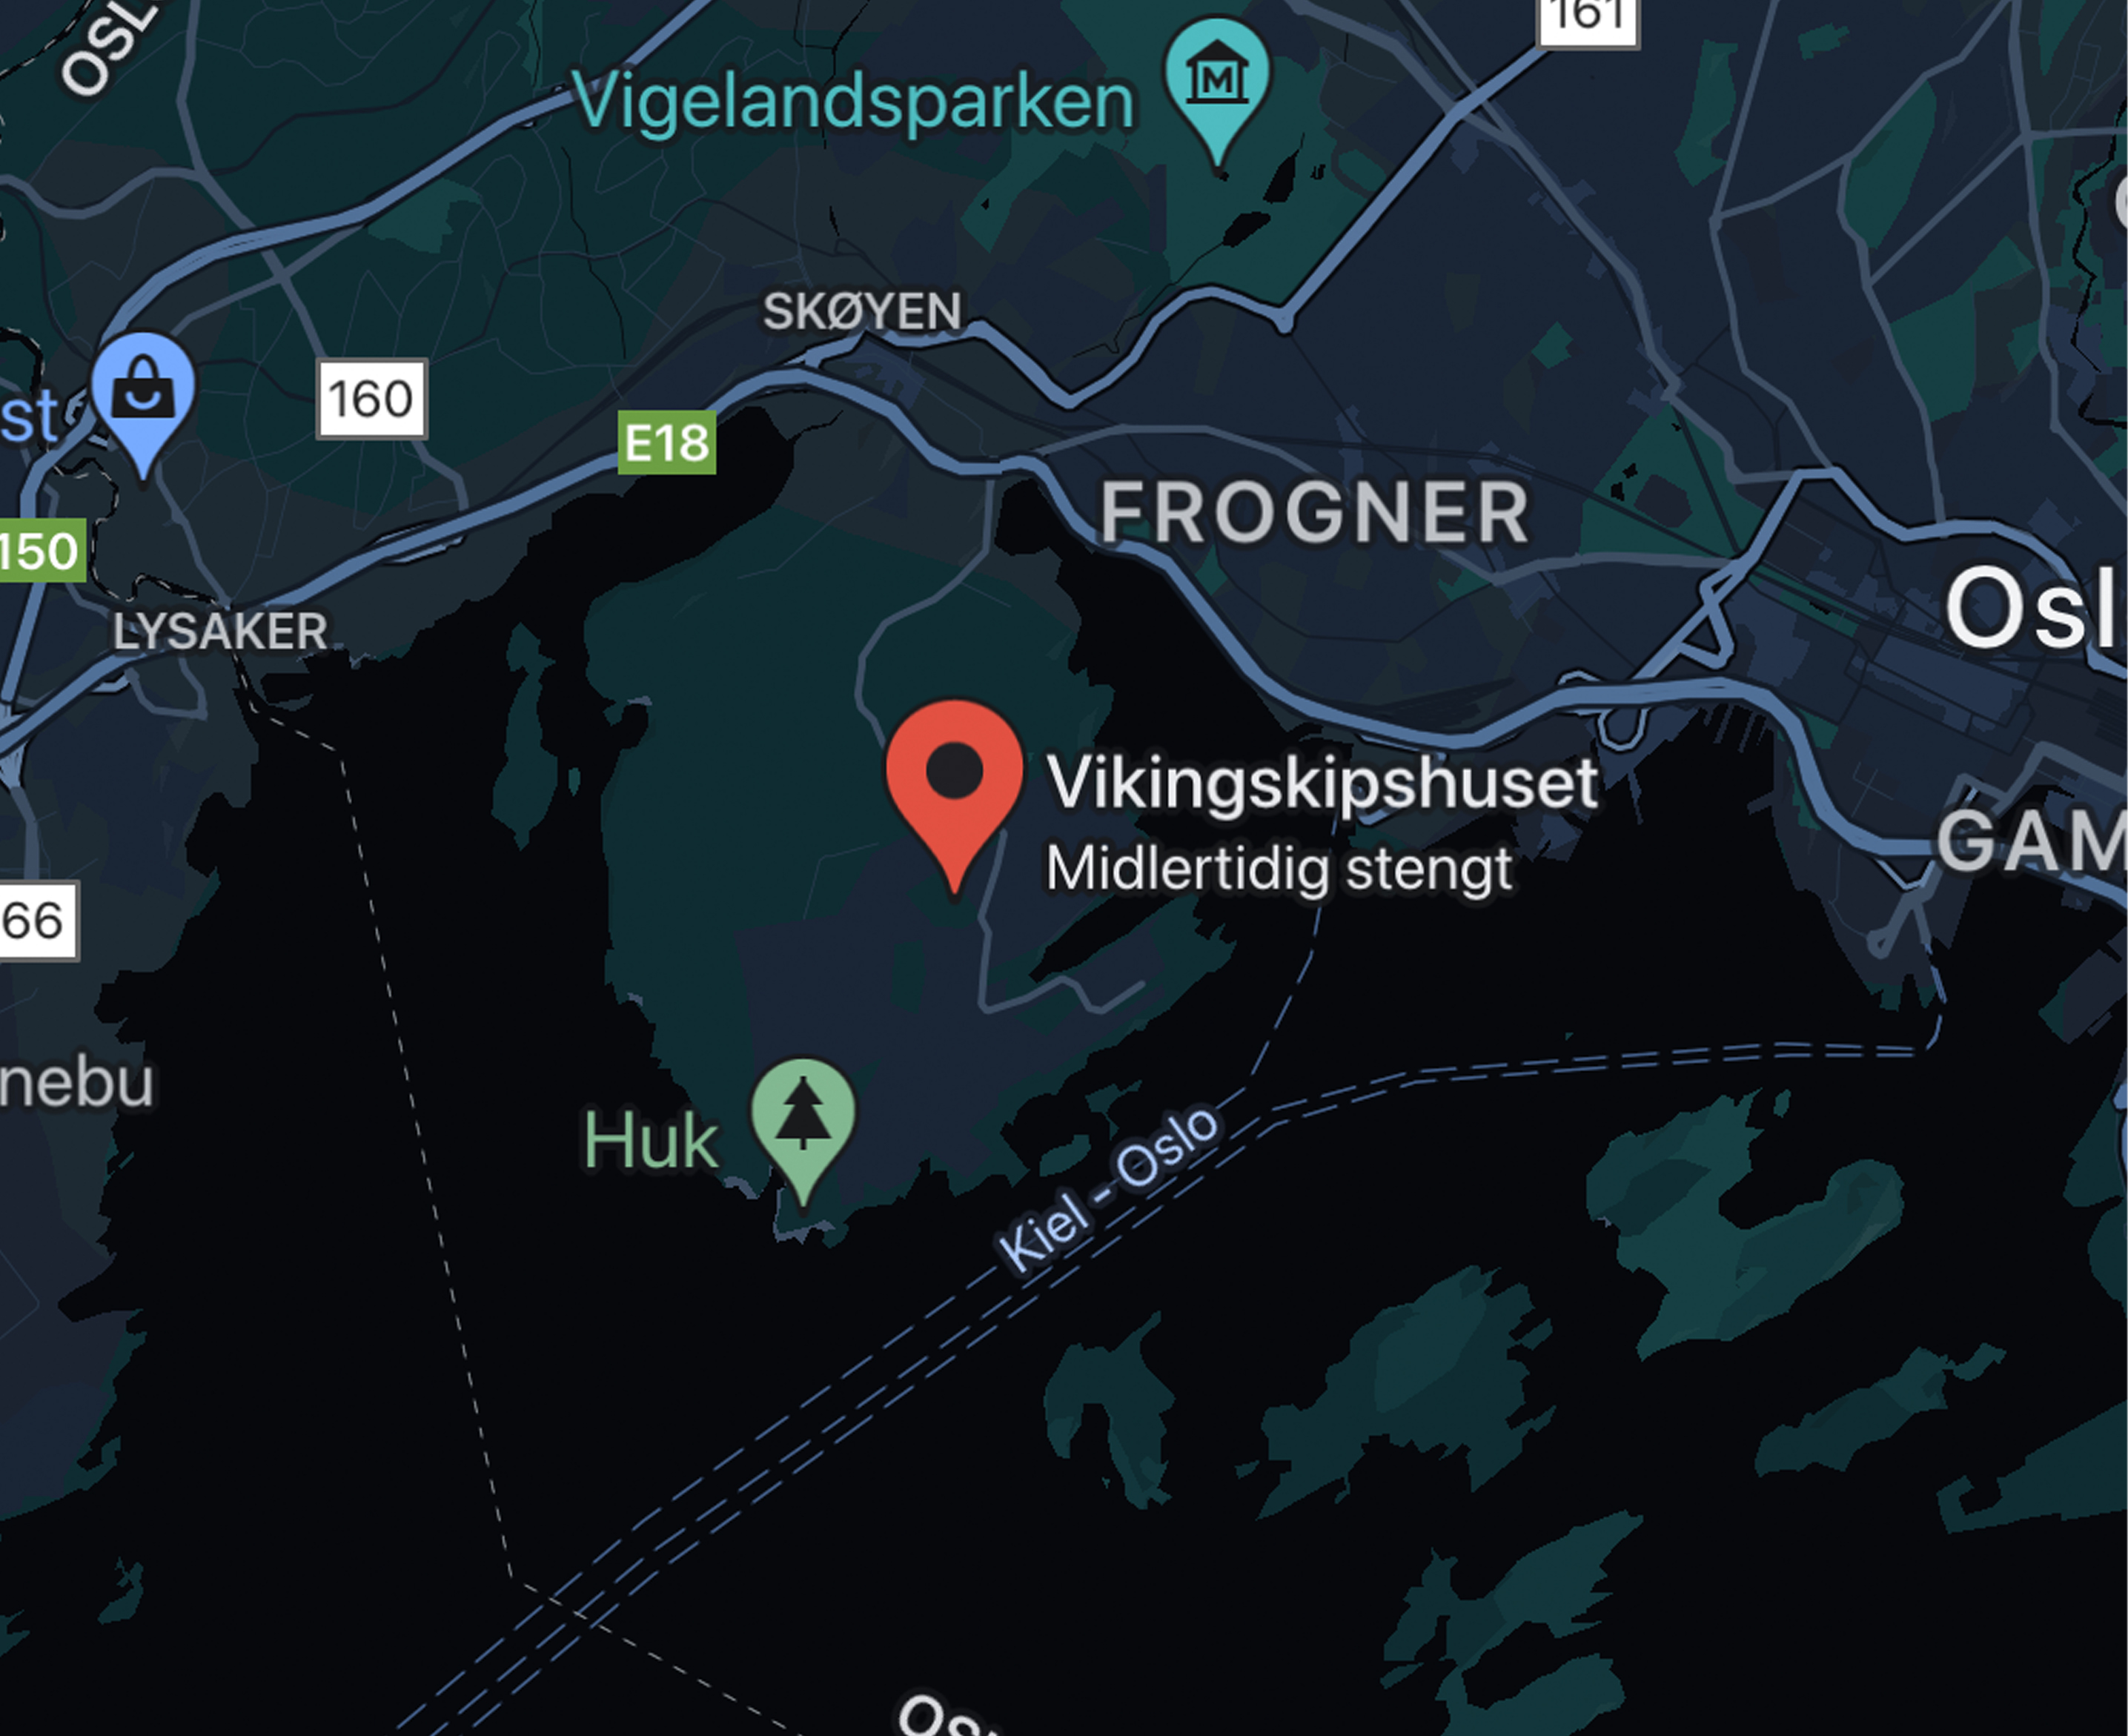 OSL
161
Vigelandsparken
SKØYEN
160
st
E18
FROGNER
150
Osl
LYSAKER
Vikingskipshuset
Midlertidig stengt
GAM
66
nebu
Huk
Kiel - Oslo